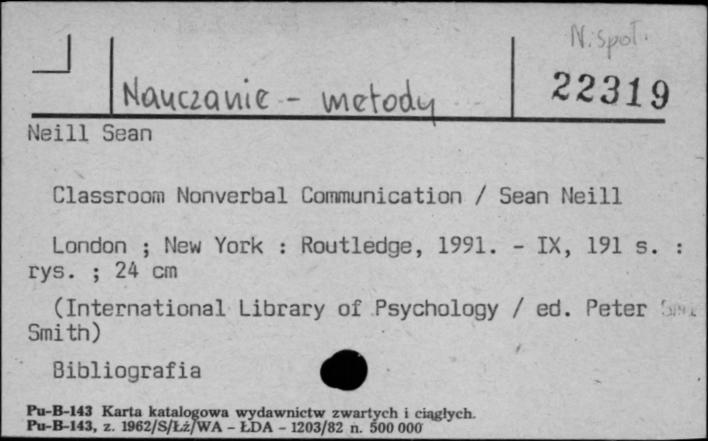 N. społ.
22319
Nauczanie - metody
Neill Sean
Classroom Nonverbal Communication / Sean Neill
London ; New York : Routledge, 1991. - IX, 191 s. :
rys. ; 24 cm
(International Library of Psychology / ed. Peter
Smith)
Bibliografia
Pu-B-143 Karta katalogowa wydawnictw zwartych i ciągłych.
Pu-B-143, z. 1962/S/Łż/WA - ŁDA - 1203/82 n. 500 000